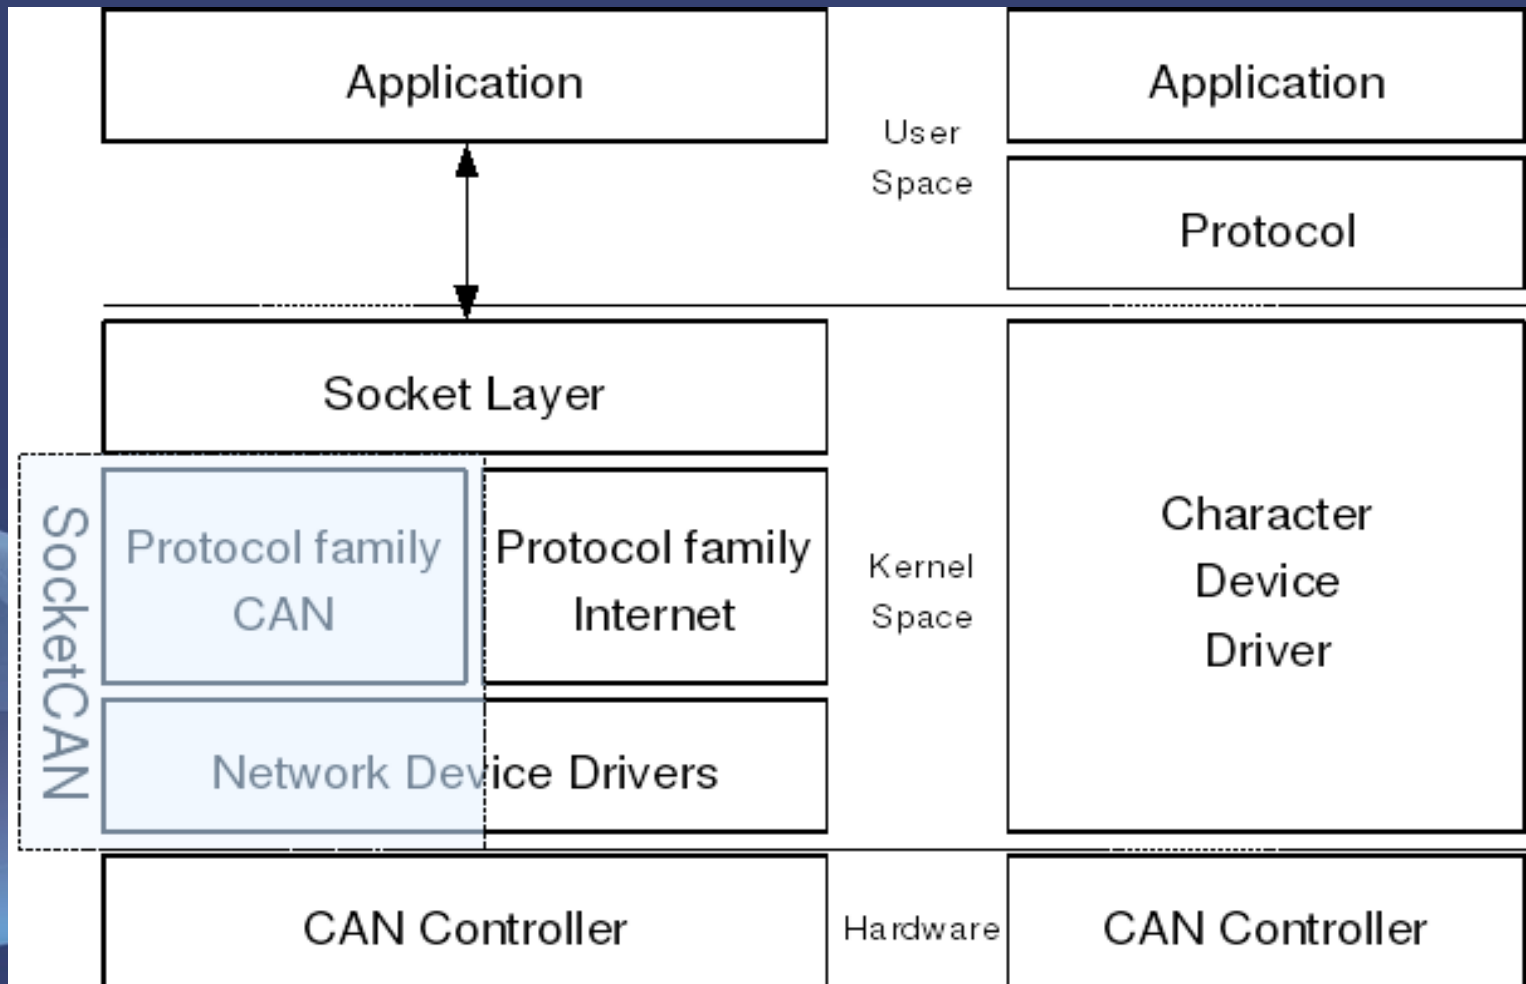 Application
Application
User
Space
Protocol
Socket Layer
SocketCAN
Protocol family
CAN
Protocol family
Internet
Kernel
Space
Character
Device
Driver
Network Device Drivers
CAN Controller
Hardware
CAN Controller